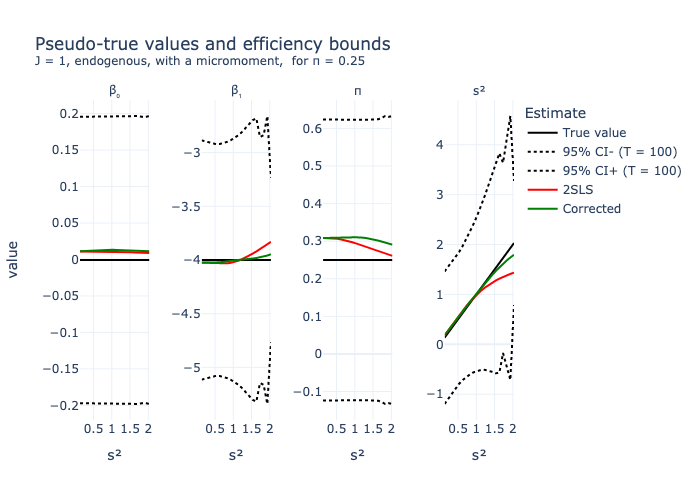 Pseudo-true values and efficiency bounds
J = 1, endogenous, with a micromoment,  for π = 0.25
β₀
β₁
π
s²
0.2
0.15
0.1
0.05
0
−0.05
−0.1
−0.15
−0.2
−3
−3.5
−4
−4.5
−5
0.6
0.5
0.4
0.3
0.2
0.1
0
−0.1
4
3
2
1
0
−1
0.5 1 1.5 2
0.5 1 1.5 2
0.5 1 1.5 2
0.5 1 1.5 2
s²
s²
s²
s²
value
Estimate
True value
95% CI- (T = 100)
95% CI+ (T = 100)
2SLS
Corrected